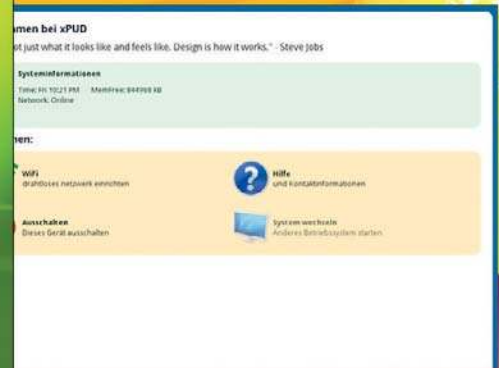 men bei xPUD
ot just what it looks like and feels like. Design is how it works." - Steve Jobs
Systeminformationen
Time: Fri 10:21 PM MemFree: 844968 kB
Network: Online
nen:
WiFi
drahtloses netzwerk einrichten
Hilfe
und kontaktinformationen
Ausschalten
Dieses Gerät ausschalten
System wechseln
Anderes Betriebssystem starten